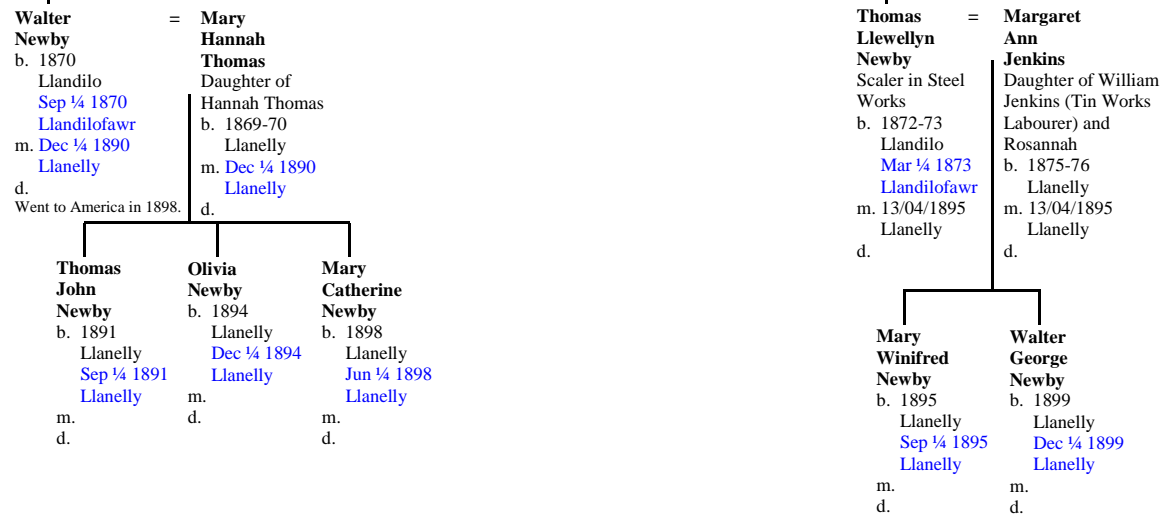 Walter = Mary
Newby Hannah
b. 1870 Thomas
Llandilo Daughter of
Sep ¼ 1870 Hannah Thomas
Llandilofawr b. 1869-70
m. Dec ¼ 1890 Llanelly
Llanelly m. Dec ¼ 1890
d. Llanelly
Went to America in 1898. d.
Thomas
John
Newby
b. 1891
Llanelly
Sep ¼ 1891
Llanelly
m.
d.
Olivia
Newby
b. 1894
Llanelly
Dec ¼ 1894
Llanelly
m.
d.
Mary
Catherine
Newby
b. 1898
Llanelly
Jun ¼ 1898
Llanelly
m.
d.
Thomas = Margaret
Llewellyn Ann
Newby Jenkins
Scaler in Steel Daughter of William
Works Jenkins (Tin Works
b. 1872-73 Labourer) and
Llandilo Rosannah
Mar ¼ 1873 b. 1875-76
Llandilofawr Llanelly
m. 13/04/1895 m. 13/04/1895
Llanelly Llanelly
d. d.
Mary
Winifred
Newby
b. 1895
Llanelly
Sep ¼ 1895
Llanelly
m.
d.
Walter
George
Newby
b. 1899
Llanelly
Dec ¼ 1899
Llanelly
m.
d.